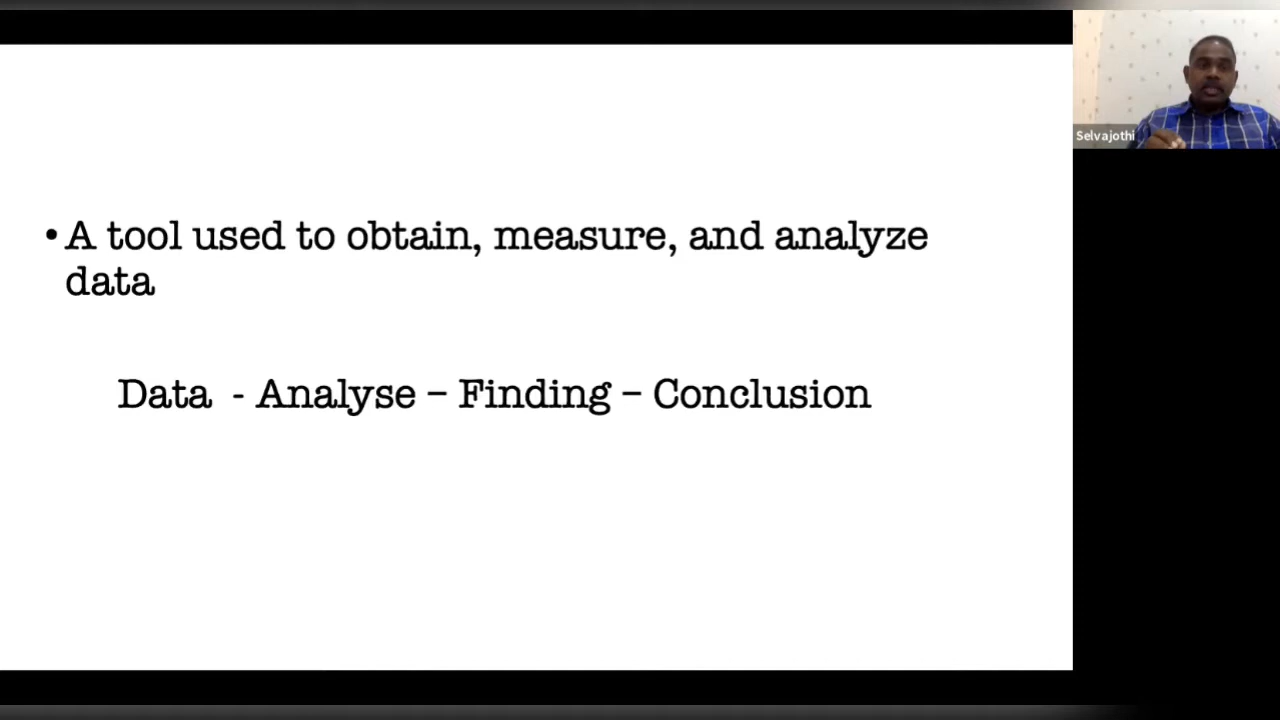 • A tool used to obtain, measure, and analyze
data
Data - Analyse – Finding – Conclusion
Selvajothi